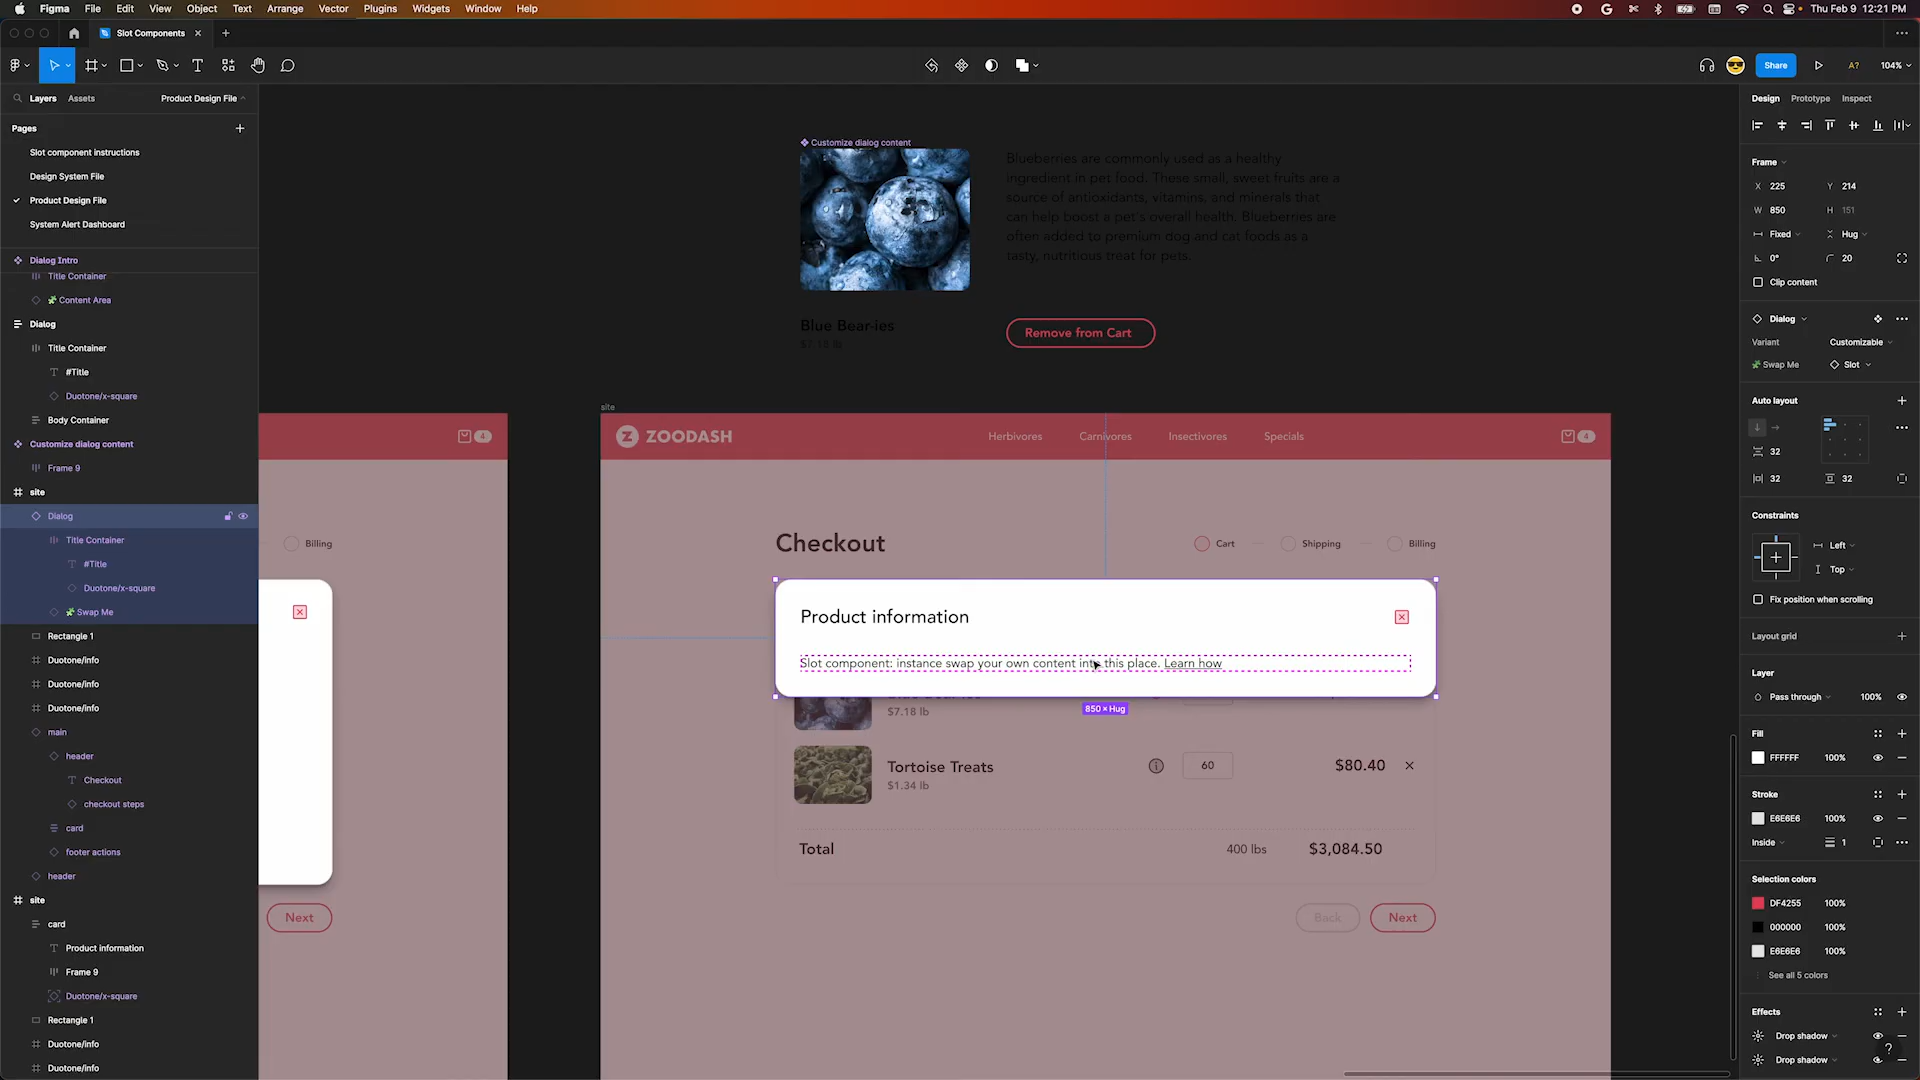 Figma File Edit View Object Text Arrange Vector Plugins Widgets Window Help
Thu Feb 9 12:21 PM
Slot Components
Share
A?
104%
Layers Assets
Product Design File
Pages
Slot component instructions
Design System File
Product Design File
System Alert Dashboard
Dialog Intro
Title Container
Content Area
Dialog
Title Container
#Title
Duotone/x-square
Body Container
Customize dialog content
Frame 9
site
Dialog
Title Container
#Title
Duotone/x-square
Swap Me
Rectangle 1
Duotone/info
Duotone/info
Duotone/info
main
header
Checkout
checkout steps
card
footer actions
header
site
card
Product information
Frame 9
Duotone/x-square
Rectangle 1
Duotone/info
Duotone/info
4
Billing
Next
Customize dialog content
Blueberries are commonly used as a healthy
ingredient in pet food. These small, sweet fruits are a
source of antioxidants, vitamins, and minerals that
can help boost a pet's overall health. Blueberries are
often added to premium dog and cat foods as a
tasty, nutritious treat for pets.
Blue Bear-ies
$7.18 lb
Remove from Cart
site
Z ZOODASH
Herbivores Carnivores Insectivores Specials
4
Checkout
Cart Shipping Billing
Product information
Slot component: instance swap your own content into this place. Learn how
850 × Hug
$7.18 lb
Tortoise Treats
$1.34 lb
60
$80.40
Total
400 lbs
$3,084.50
Back
Next
Design Prototype Inspect
Frame
X 225
Y 214
W 850
H 151
Fixed
Hug
0°
20
Clip content
Dialog
Variant
Customizable
Swap Me
Slot
Auto layout
32
32
32
Constraints
Left
Top
Fix position when scrolling
Layout grid
Layer
Pass through
100%
Fill
FFFFFF 100%
Stroke
E6E6E6 100%
Inside
1
Selection colors
DF4255 100%
000000 100%
E6E6E6 100%
See all 5 colors
Effects
Drop shadow
Drop shadow
?